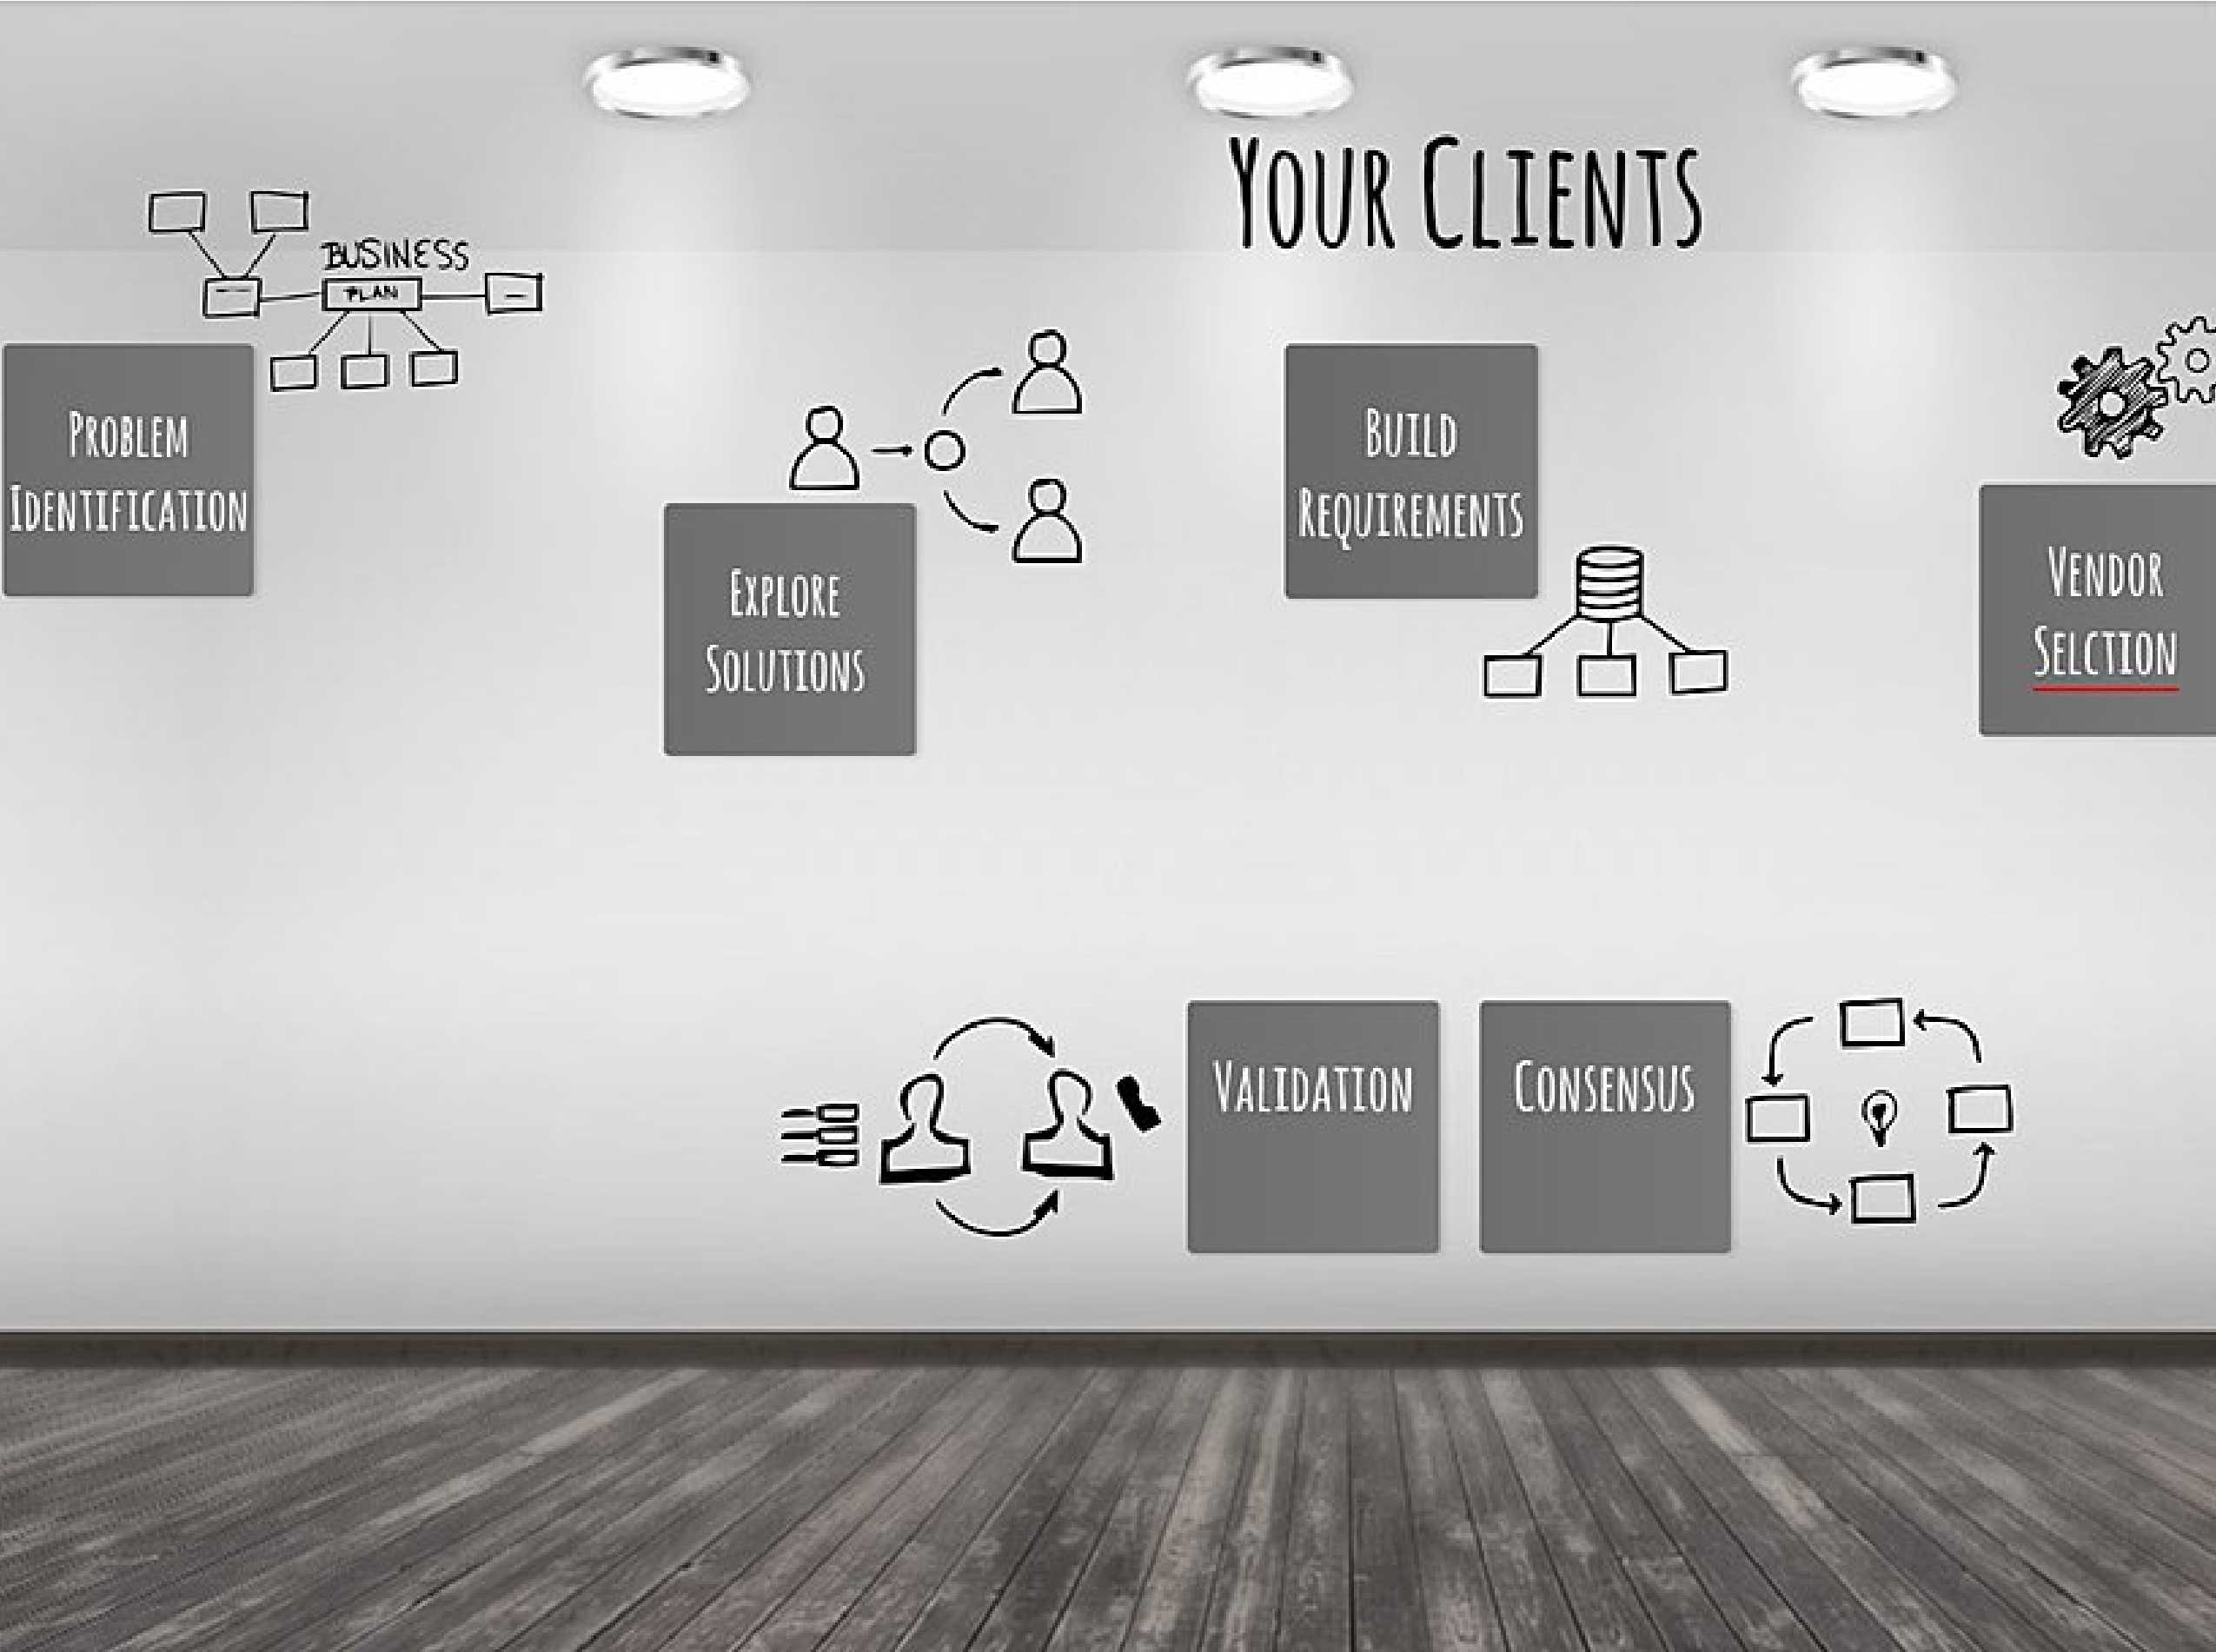 YOUR CLIENTS
BUSINESS
PLAN
PROBLEM
IDENTIFICATION
EXPLORE
SOLUTIONS
BUILD
REQUIREMENTS
VENDOR
SELCTION
VALIDATION
CONSENSUS